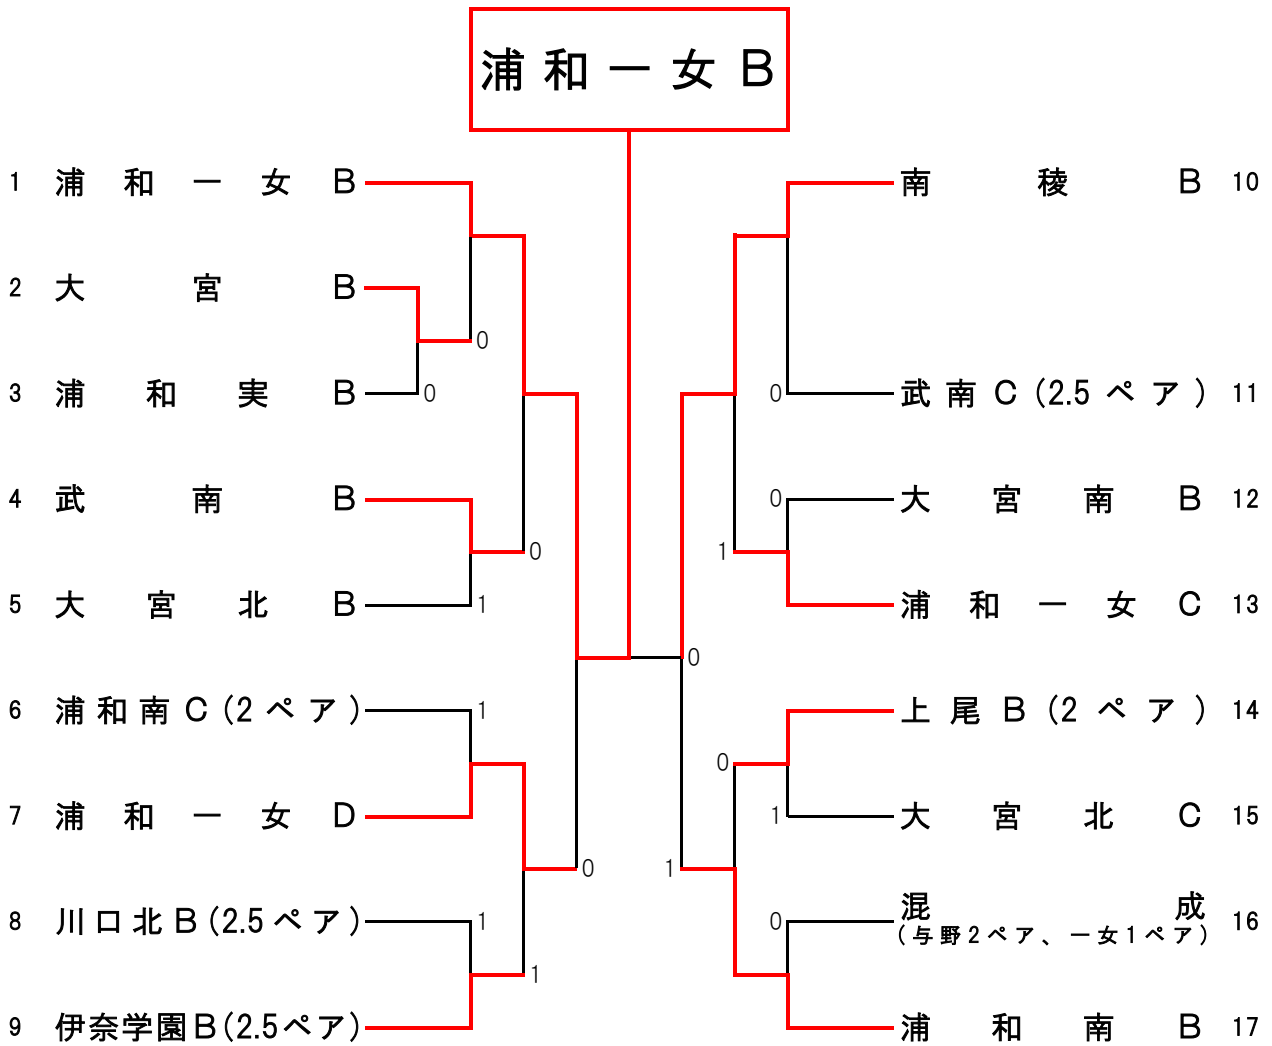 浦和一女B
1 浦和一女B
2 大宮B
0
3 浦和実B
0
4 武南B
0
5 大宮北B
1
6 浦和南C(2ペア)
1
7 浦和一女D
0
8 川口北B(2.5ペア)
1
1
9 伊奈学園B(2.5ペア)
南稜B 10
0
武南C(2.5ペア) 11
0
大宮南B 12
1
浦和一女C 13
0
上尾B(2ペア) 14
0
1
大宮北C 15
1
0
混成 16
(与野2ペア、一女1ペア)
浦和南B 17